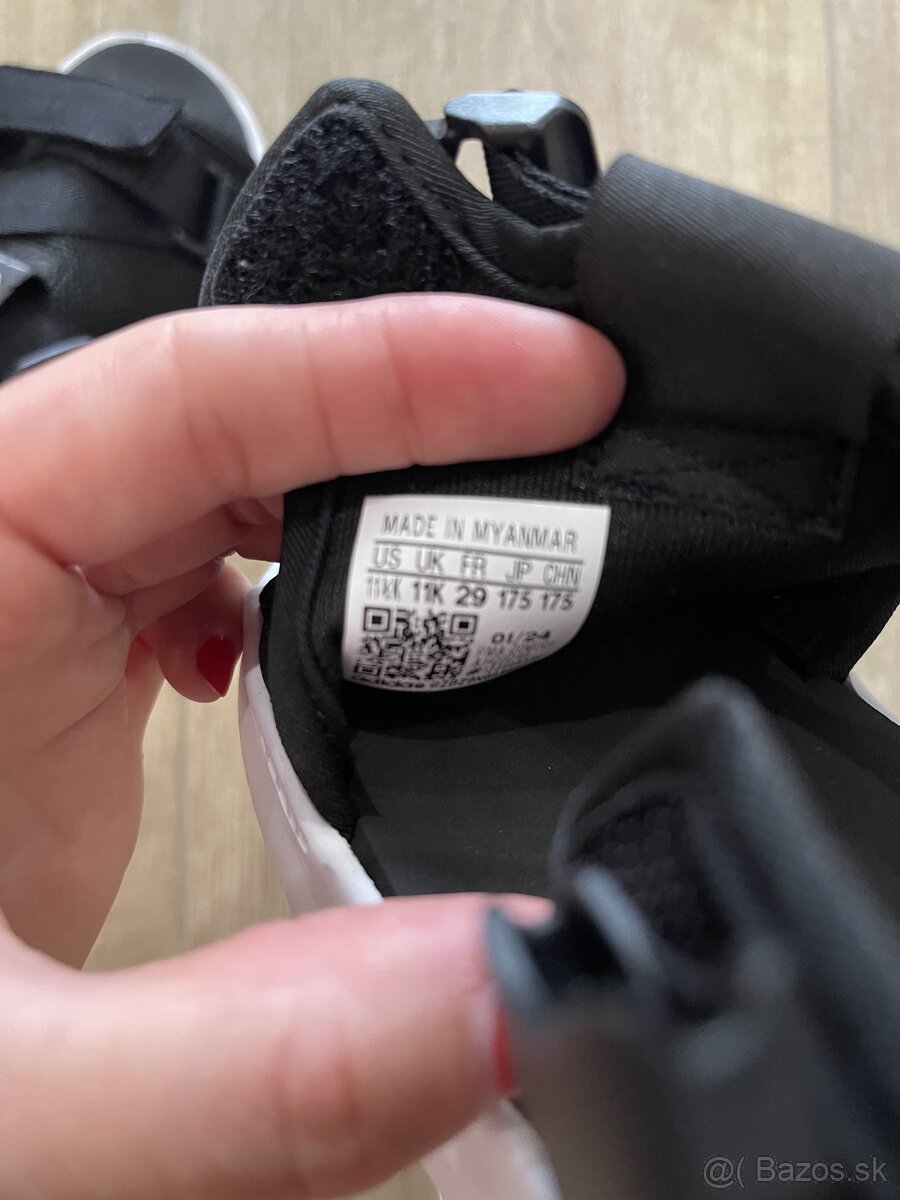 MADE IN MYANMAR
US UK FR JP CHN
11½K 11K 29 175 175
01/24
@( Bazos.sk